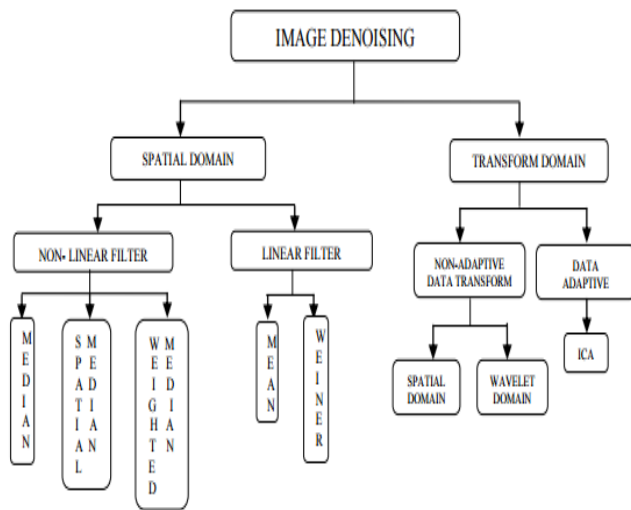 IMAGE DENOISING
SPATIAL DOMAIN
TRANSFORM DOMAIN
NON- LINEAR FILTER
LINEAR FILTER
NON-ADAPTIVE
DATA TRANSFORM
DATA
ADAPTIVE
MEDIAN
SPATIAL
MEDIAN
WEIGHTED
MEDIAN
MEAN
WEINER
SPATIAL
DOMAIN
WAVELET
DOMAIN
ICA